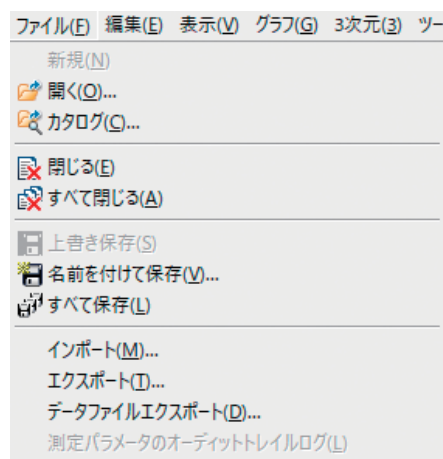 ファイル(F) 編集(E) 表示(V) グラフ(G) 3次元(3) ツー
新規(N)
開く(O)...
カタログ(C)...
閉じる(E)
すべて閉じる(A)
上書き保存(S)
名前を付けて保存(V)...
すべて保存(L)
インポート(M)...
エクスポート(T)...
データファイルエクスポート(D)...
測定パラメータのオーディットトレイルログ(L)